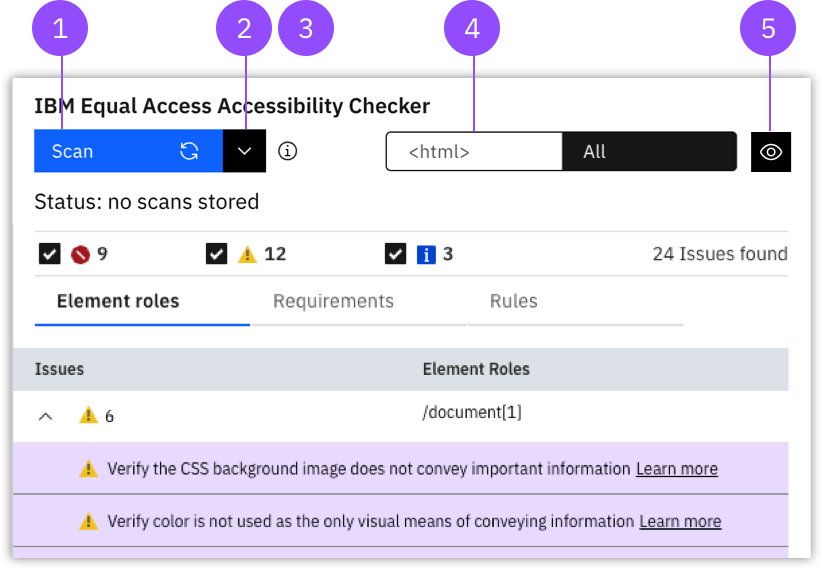 1 2 3 4 5
IBM Equal Access Accessibility Checker
Scan <html> All
Status: no scans stored
9 12 3 24 Issues found
Element roles Requirements Rules
Issues Element Roles
6 /document[1]
Verify the CSS background image does not convey important information Learn more
Verify color is not used as the only visual means of conveying information Learn more